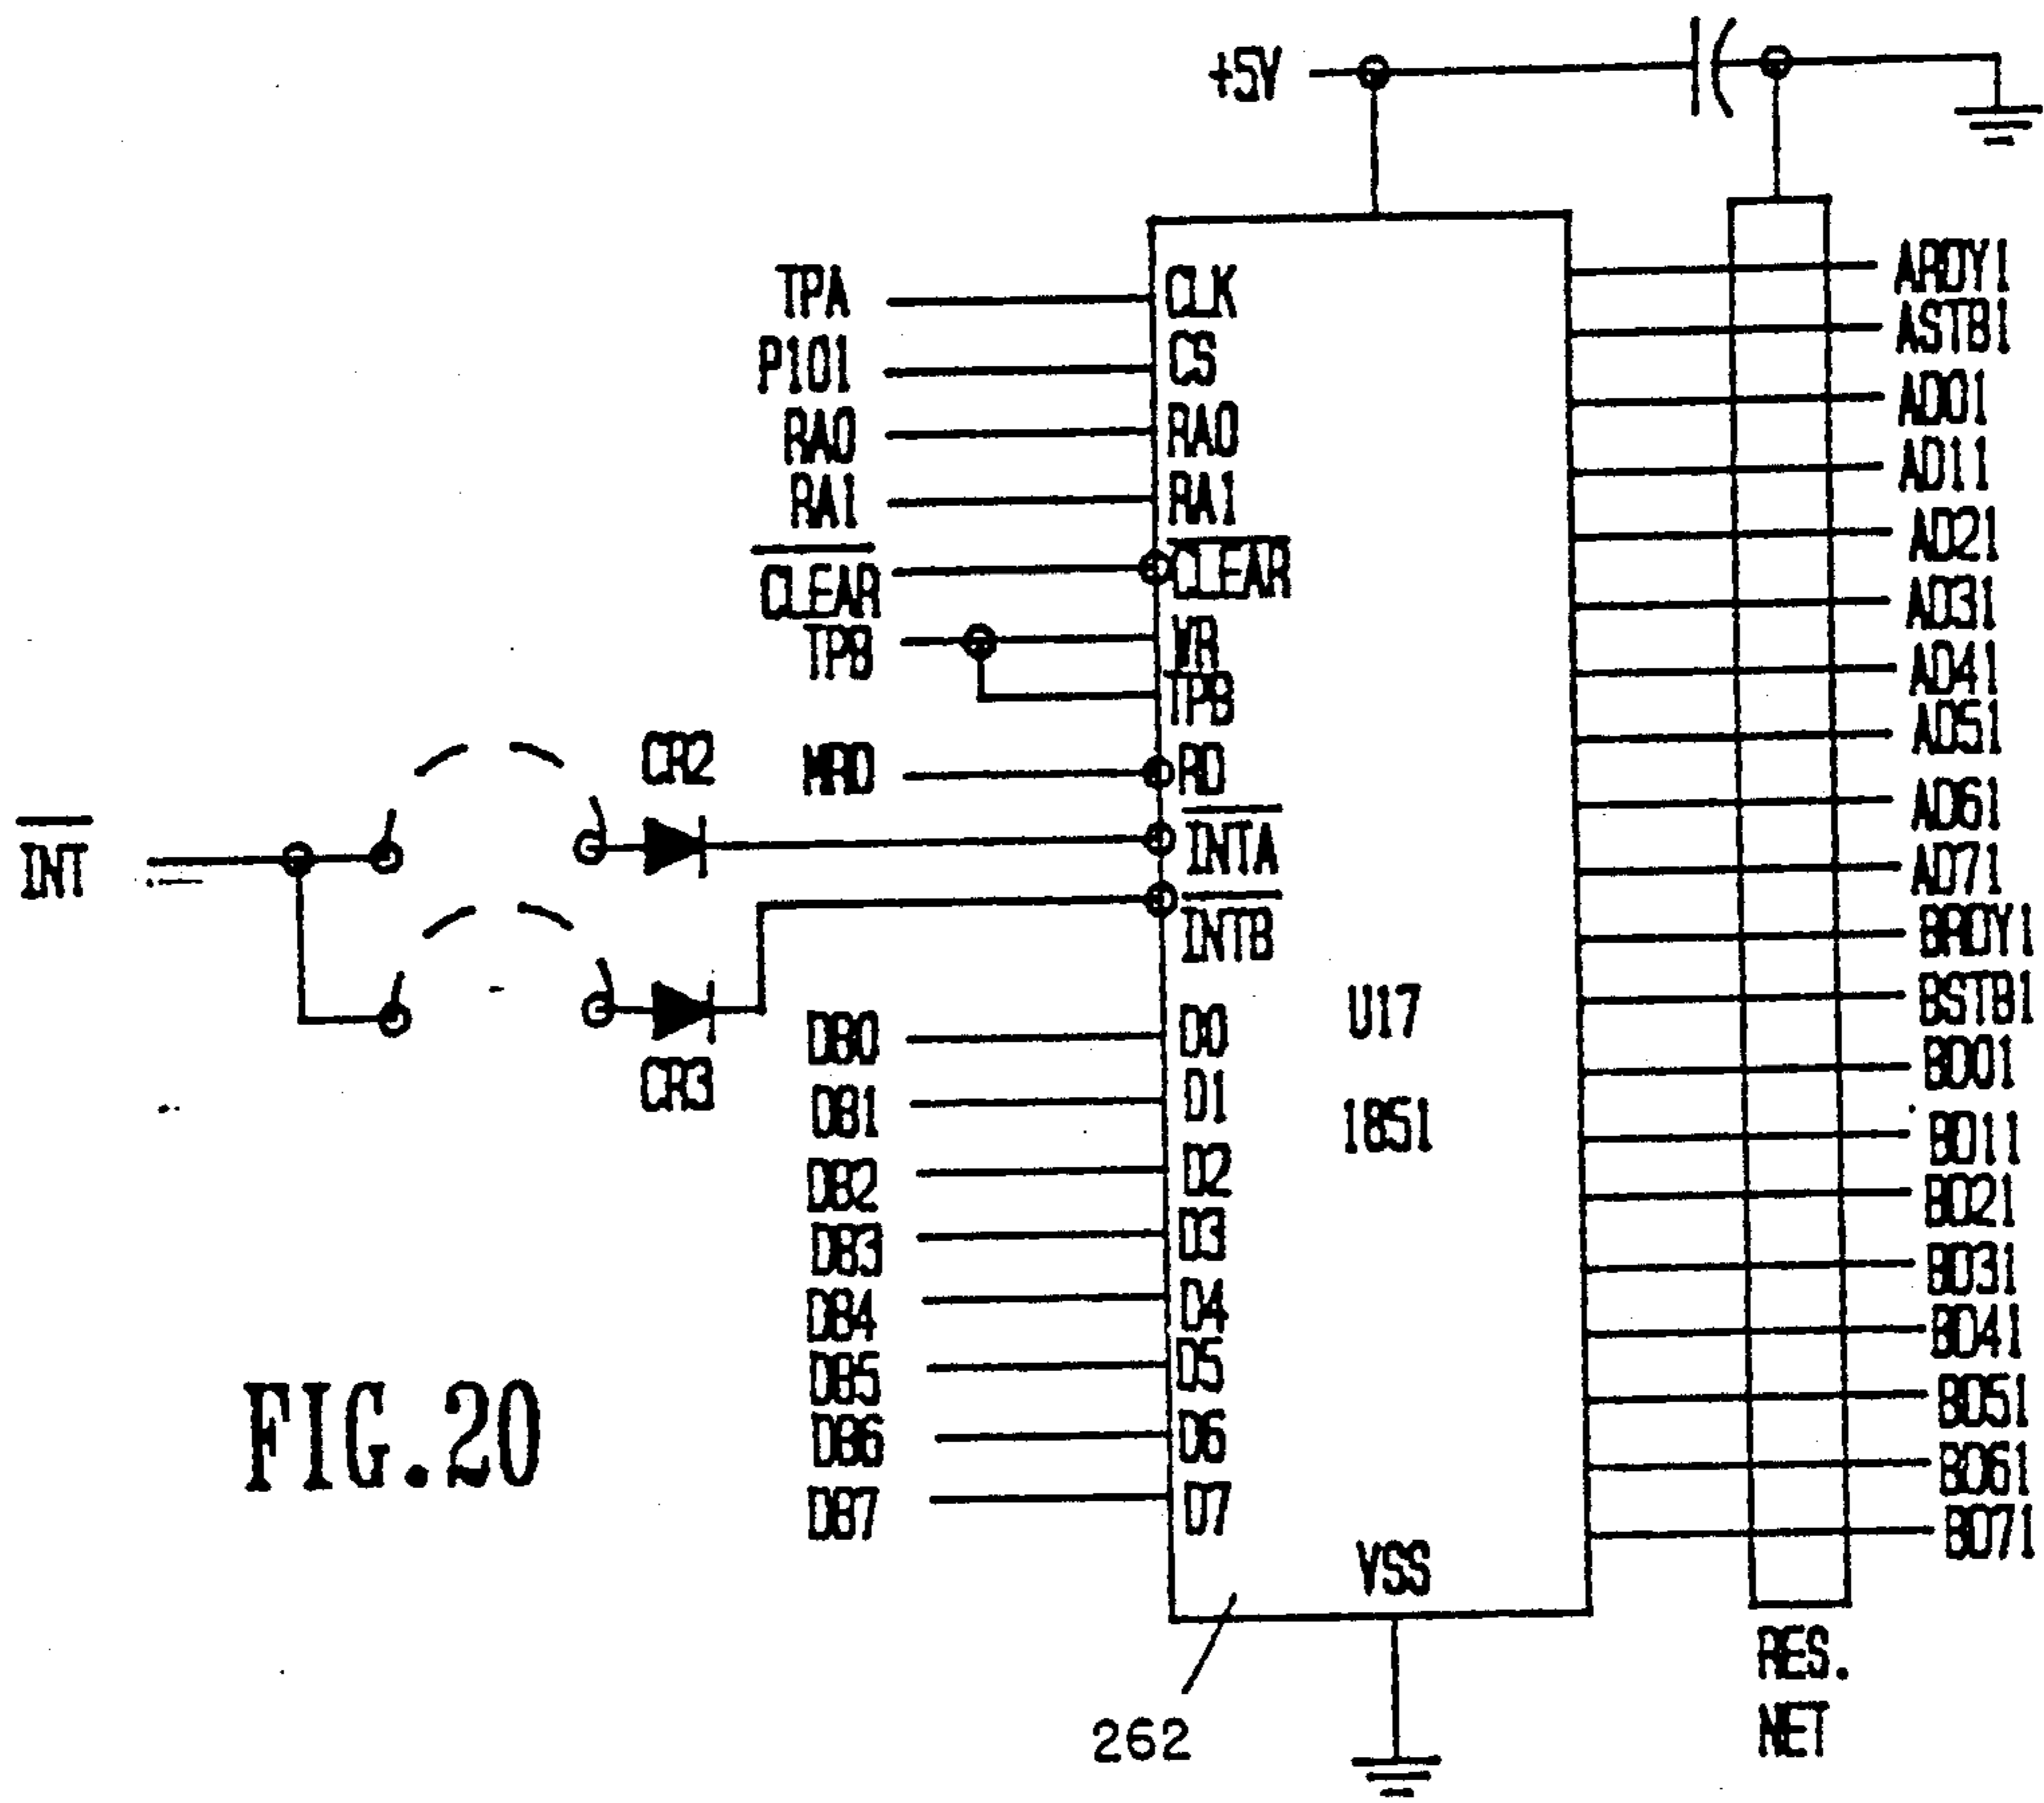 +5V
TPA
P101
RA0
RA1
CLEAR
TPB
MRD
INT
CR2
CR3
DB0
DB1
DB2
DB3
DB4
DB5
DB6
DB7
CLK
CS
RA0
RA1
CLEAR
WR
TPB
RD
INTA
INTB
D0
D1
D2
D3
D4
D5
D6
D7
U17
1851
VSS
262
ARDY1
ASTB1
AD01
AD11
AD21
AD31
AD41
AD51
AD61
AD71
BRDY1
BSTB1
BD01
BD11
BD21
BD31
BD41
BD51
BD61
BD71
RES.
NET
FIG.20